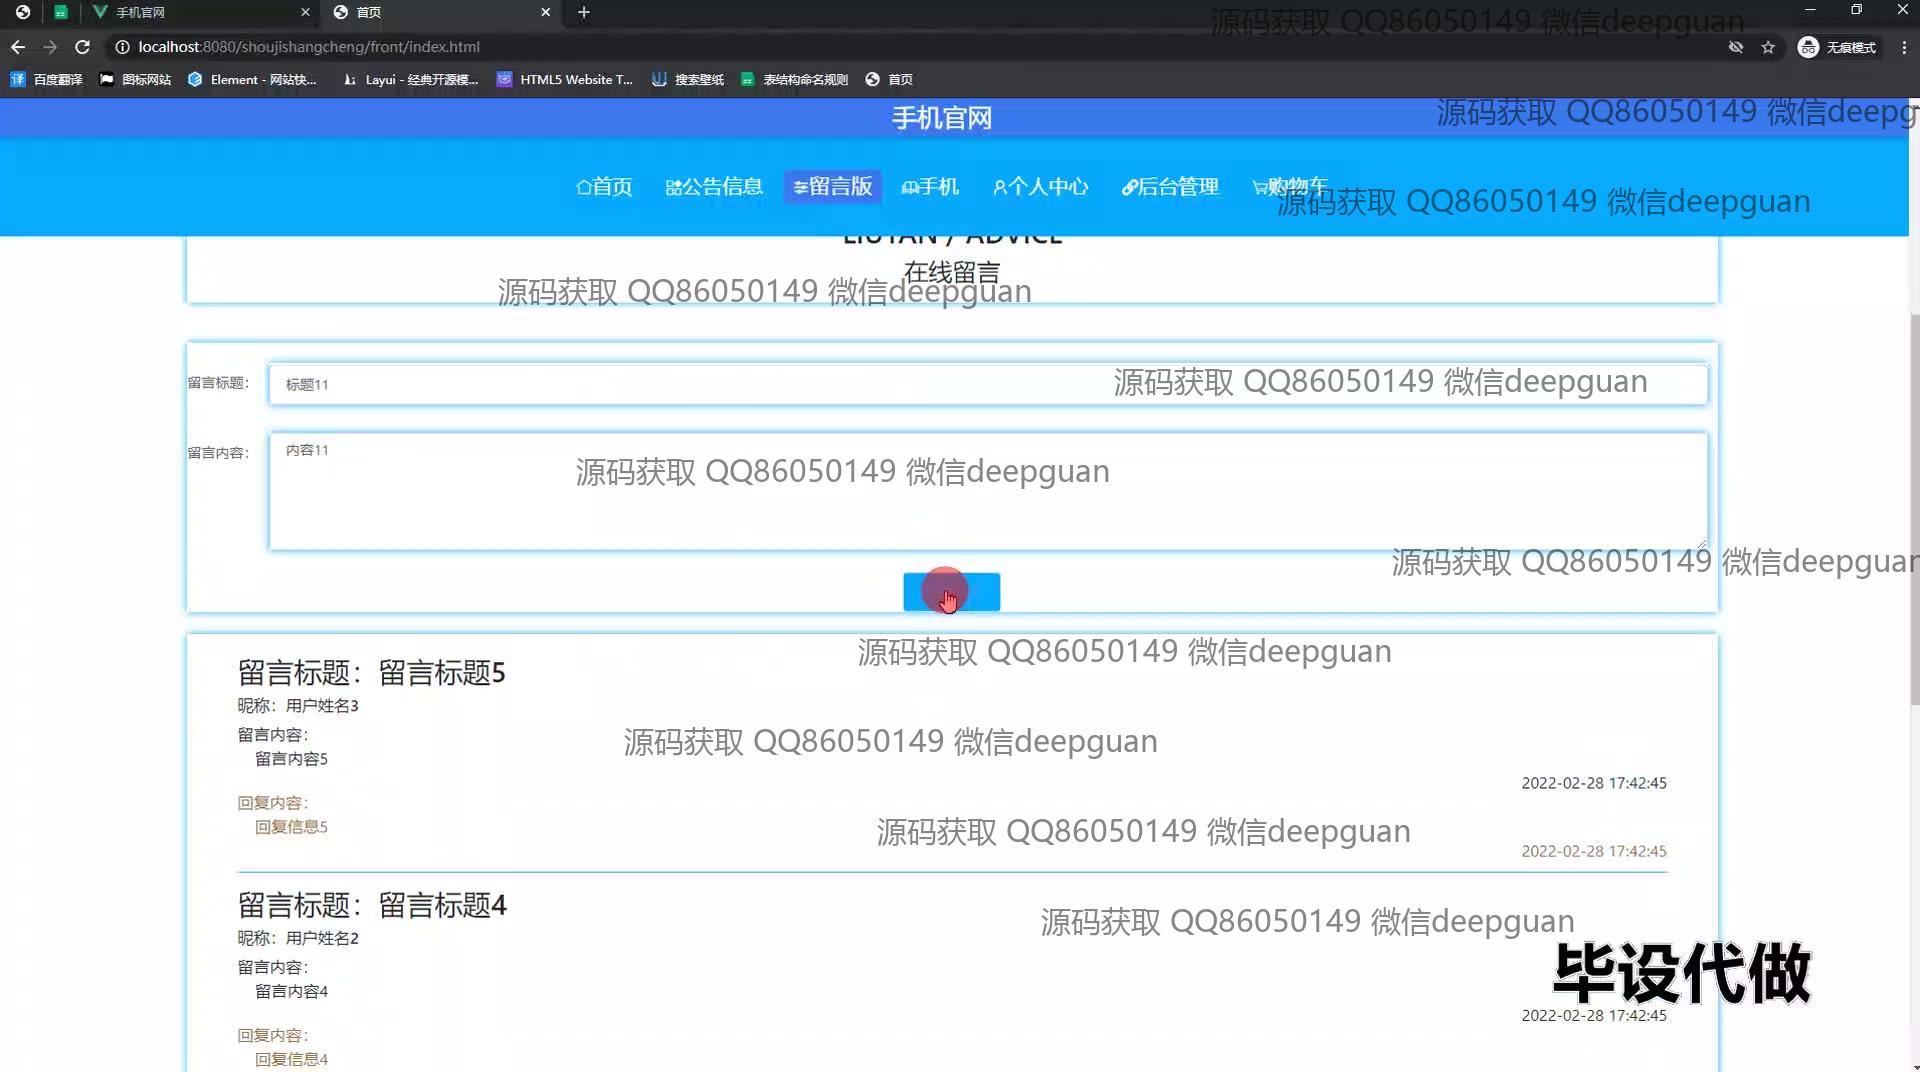 手机官网
首页
源码获取 QQ86050149 微信deepguan
localhost:8080/shoujishangcheng/front/index.html
无痕模式
百度翻译
图标网站
Element - 网站快...
Layui - 经典开源模...
HTML5 Website T...
搜索壁纸
表结构命名规则
首页
手机官网
源码获取 QQ86050149 微信deepg
首页
公告信息
留言版
手机
个人中心
后台管理
购物车
源码获取 QQ86050149 微信deepguan
LIUYAN / ADVICE
在线留言
源码获取 QQ86050149 微信deepguan
留言标题：
标题11
源码获取 QQ86050149 微信deepguan
留言内容：
内容11
源码获取 QQ86050149 微信deepguan
源码获取 QQ86050149 微信deepguan
源码获取 QQ86050149 微信deepguan
留言标题：留言标题5
昵称：用户姓名3
留言内容：
留言内容5
源码获取 QQ86050149 微信deepguan
2022-02-28 17:42:45
回复内容：
回复信息5
源码获取 QQ86050149 微信deepguan
2022-02-28 17:42:45
留言标题：留言标题4
昵称：用户姓名2
源码获取 QQ86050149 微信deepguan
留言内容：
留言内容4
毕设代做
2022-02-28 17:42:45
回复内容：
回复信息4